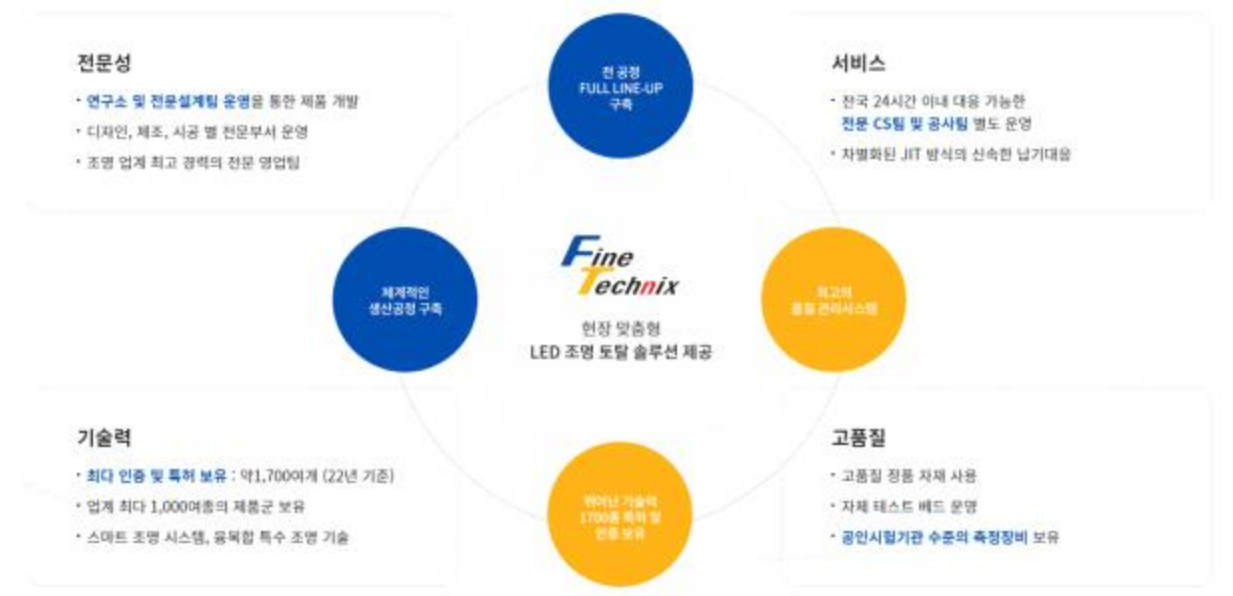 전문성
· 연구소 및 전문설계팀 운영을 통한 제품 개발
· 디자인, 제조, 시공 별 전문부서 운영
· 조명 업계 최고 경력의 전문 영업팀
전 공정
FULL LINE-UP
구축
서비스
· 전국 24시간 이내 대응 가능한
전문 CS팀 및 공사팀 별도 운영
· 차별화된 JIT 방식의 신속한 납기대응
체계적인
생산공정 구축
Fine
Technix
현장 맞춤형
LED 조명 토탈 솔루션 제공
최고의
품질 관리시스템
기술력
· 최다 인증 및 특허 보유 : 약1,700여개 (22년 기준)
· 업계 최다 1,000여종의 제품군 보유
· 스마트 조명 시스템, 융복합 특수 조명 기술
뛰어난 기술력
1700종 특허 및
인증 보유
고품질
· 고품질 정품 자재 사용
· 자체 테스트 베드 운영
· 공인시험기관 수준의 측정장비 보유